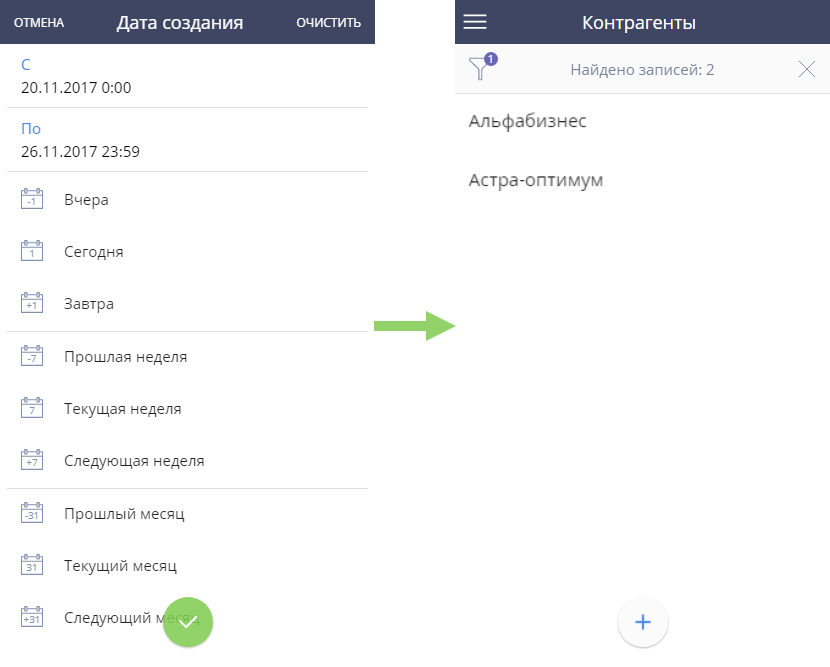 ОТМЕНА Дата создания ОЧИСТИТЬ
С
20.11.2017 0:00
По
26.11.2017 23:59
-1 Вчера
1 Сегодня
+1 Завтра
-7 Прошлая неделя
7 Текущая неделя
+7 Следующая неделя
-31 Прошлый месяц
31 Текущий месяц
+31 Следующий месяц
Контрагенты
1 Найдено записей: 2
Альфабизнес
Астра-оптимум